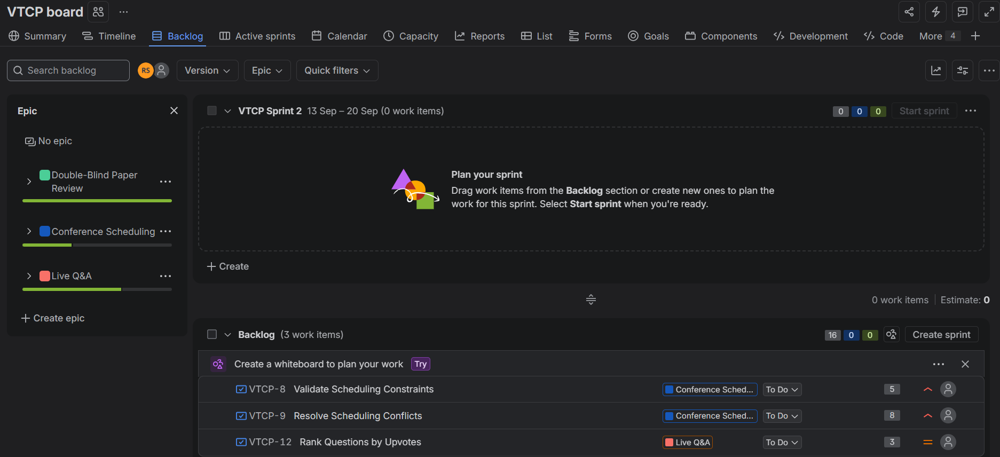 VTCP board
Summary Timeline Backlog Active sprints Calendar Capacity Reports List Forms Goals Components Development Code More 4
Search backlog RS Version Epic Quick filters
Epic
No epic
Double-Blind Paper
Review
Conference Scheduling
Live Q&A
Create epic
VTCP Sprint 2 13 Sep – 20 Sep (0 work items) 0 0 0 Start sprint
Plan your sprint
Drag work items from the Backlog section or create new ones to plan the
work for this sprint. Select Start sprint when you're ready.
Create
0 work items Estimate: 0
Backlog (3 work items) 16 0 0 Create sprint
Create a whiteboard to plan your work Try
VTCP-8 Validate Scheduling Constraints Conference Sched... To Do 5
VTCP-9 Resolve Scheduling Conflicts Conference Sched... To Do 8
VTCP-12 Rank Questions by Upvotes Live Q&A To Do 3